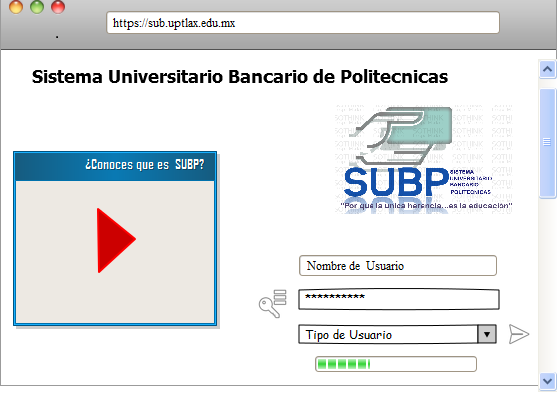 https://sub.uptlax.edu.mx
Sistema Universitario Bancario de Politecnicas
¿Conoces que es SUBP?
SUBP
SISTEMA
UNIVERSITARIO
BANCARIO
POLITECNICAS
"Por que la unica herencia...es la educación"
Nombre de Usuario
**********
Tipo de Usuario